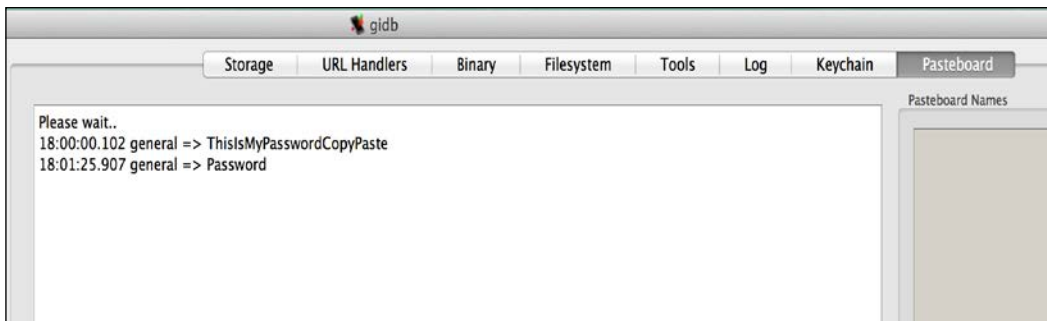 gidb
Storage URL Handlers Binary Filesystem Tools Log Keychain Pasteboard
Pasteboard Names
Please wait..
18:00:00.102 general => ThisIsMyPasswordCopyPaste
18:01:25.907 general => Password